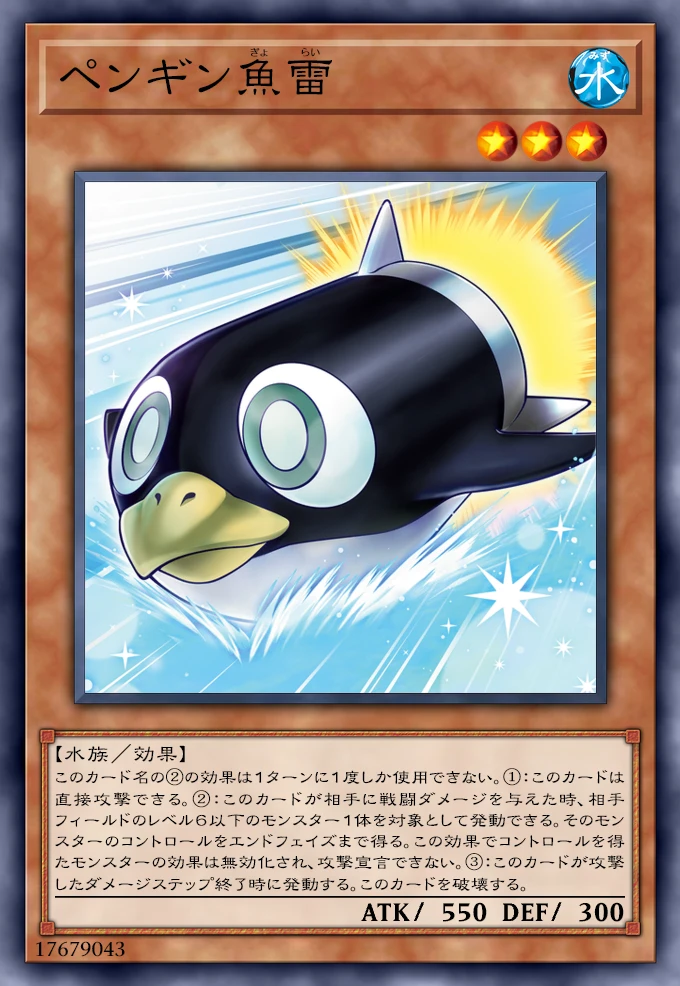 ペンギン魚雷
ぎょ らい
水
みず
【水族／効果】
このカード名の②の効果は1ターンに1度しか使用できない。①：このカードは
直接攻撃できる。②：このカードが相手に戦闘ダメージを与えた時、相手
フィールドのレベル6以下のモンスター1体を対象として発動できる。そのモン
スターのコントロールをエンドフェイズまで得る。この効果でコントロールを得
たモンスターの効果は無効化され、攻撃宣言できない。③：このカードが攻撃
したダメージステップ終了時に発動する。このカードを破壊する。
ATK/ 550 DEF/ 300
17679043